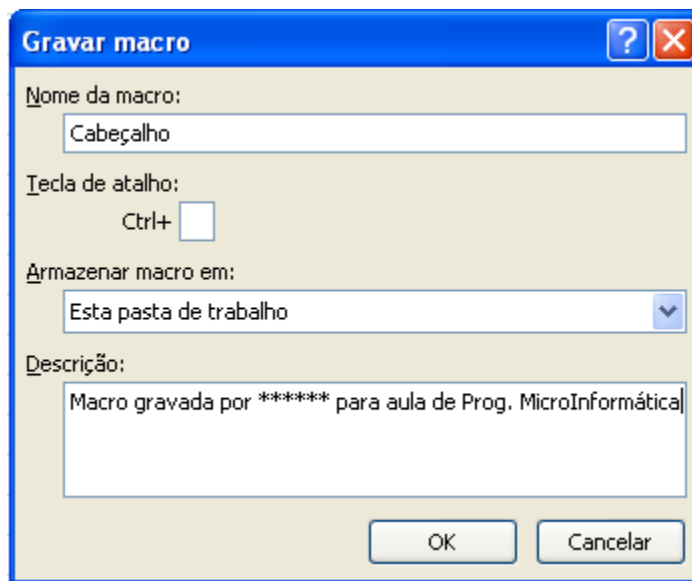 Gravar macro
?
Nome da macro:
Cabeçalho
Tecla de atalho:
Ctrl+
Armazenar macro em:
Esta pasta de trabalho
Descrição:
Macro gravada por ****** para aula de Prog. MicroInformática
OK Cancelar